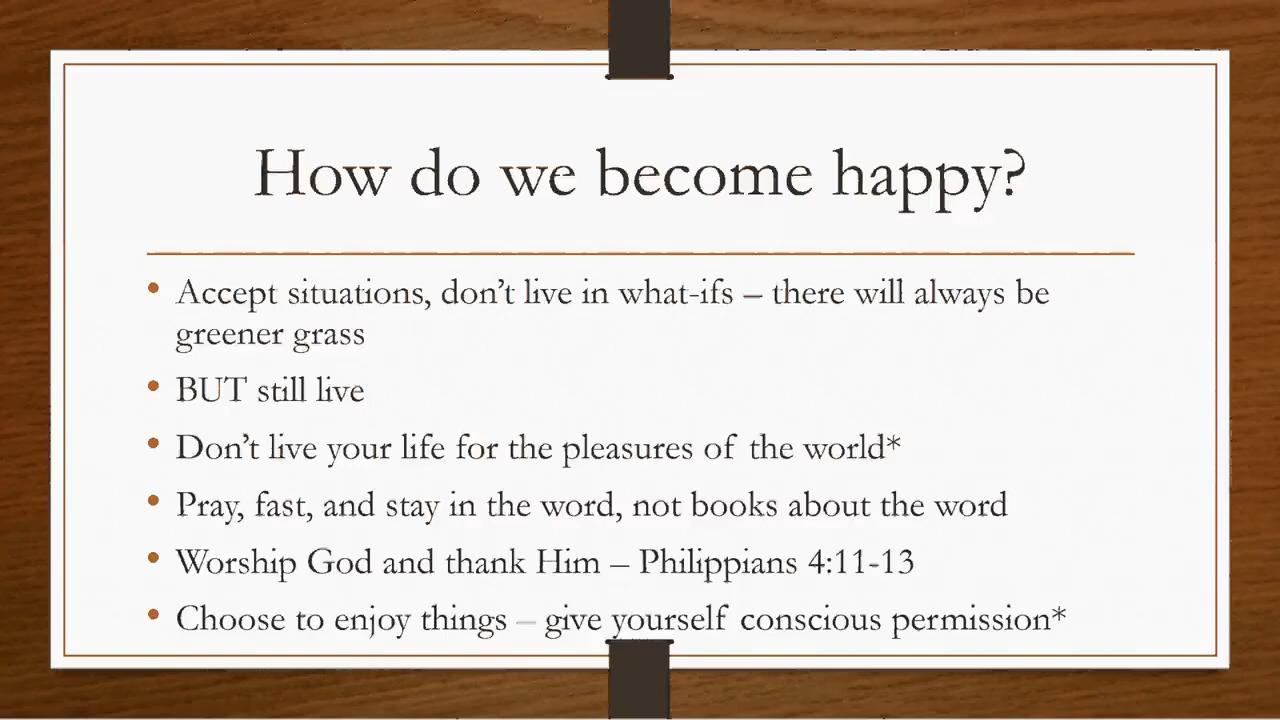 How do we become happy?
• Accept situations, don’t live in what-ifs – there will always be
greener grass
• BUT still live
• Don’t live your life for the pleasures of the world*
• Pray, fast, and stay in the word, not books about the word
• Worship God and thank Him – Philippians 4:11-13
• Choose to enjoy things – give yourself conscious permission*